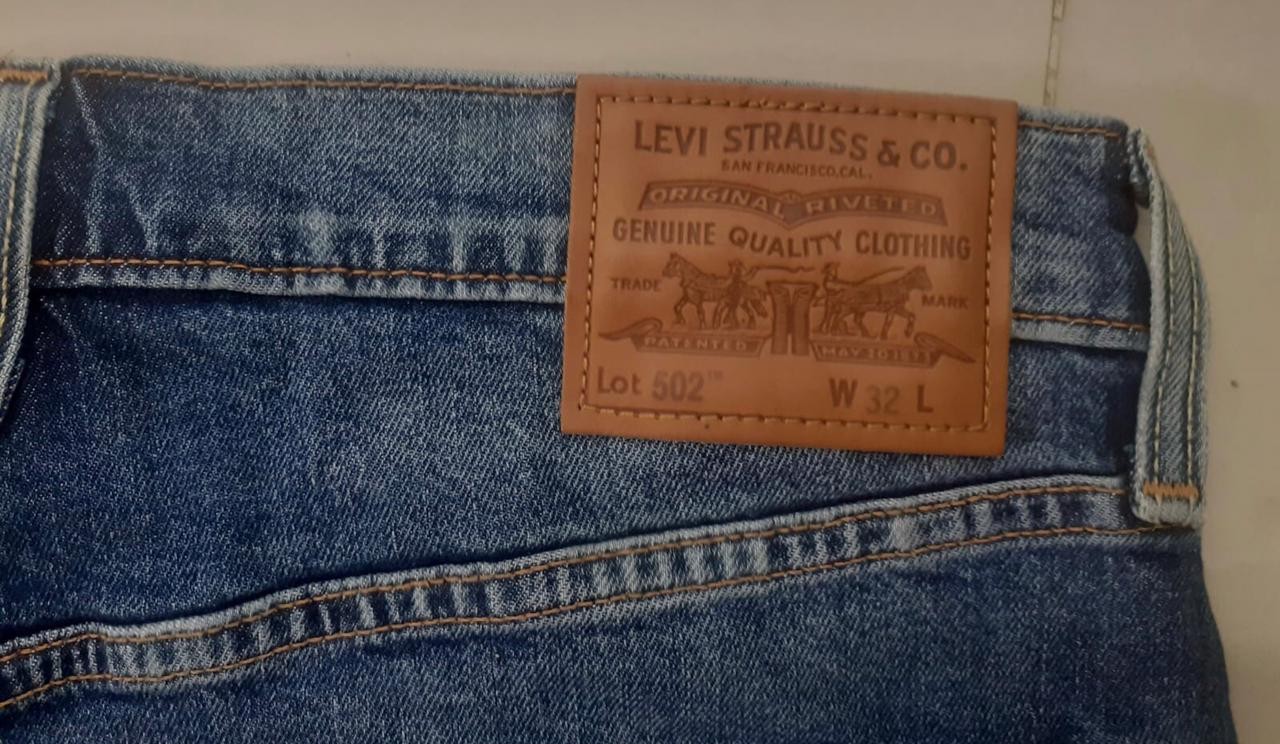 LEVI STRAUSS & CO.
SAN FRANCISCO, CAL.
ORIGINAL RIVETED
GENUINE QUALITY CLOTHING
TRADE MARK
PATENTED MAY 20 1873
Lot 502™ W 32 L